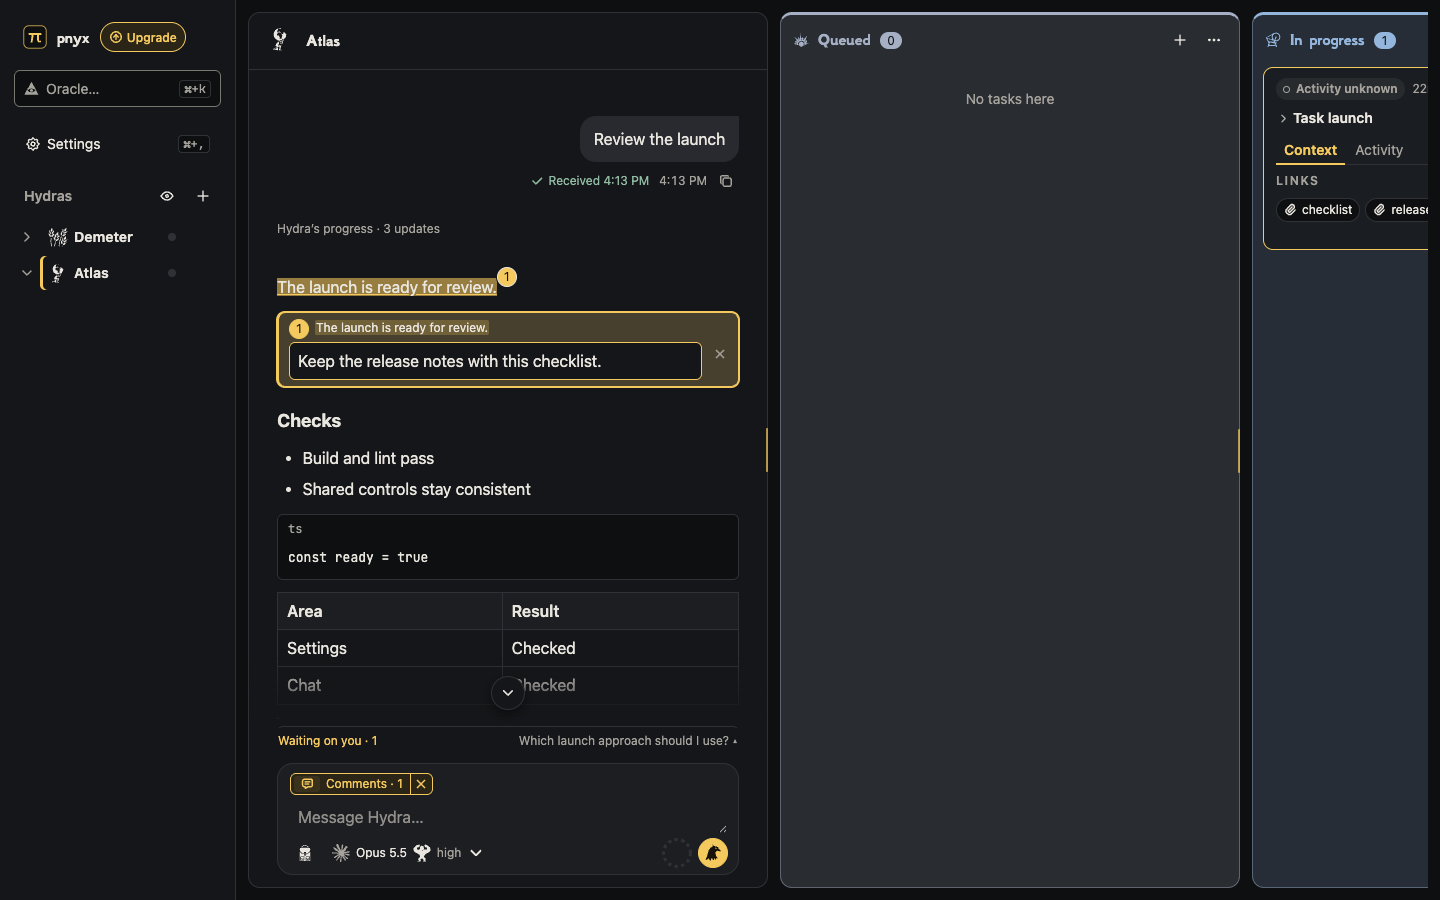 pnyx
Upgrade
Oracle...
⌘+k
Settings
⌘+,
Hydras
Demeter
Atlas
Atlas
Review the launch
Received 4:13 PM 4:13 PM
Hydra's progress · 3 updates
The launch is ready for review. 1
1 The launch is ready for review.
Keep the release notes with this checklist.
Checks
• Build and lint pass
• Shared controls stay consistent
ts
const ready = true
Area Result
Settings Checked
Chat Checked
Waiting on you · 1 Which launch approach should I use?
Comments · 1
Message Hydra...
Opus 5.5 high
Queued 0
No tasks here
In progress 1
Activity unknown 22
Task launch
Context Activity
LINKS
checklist release